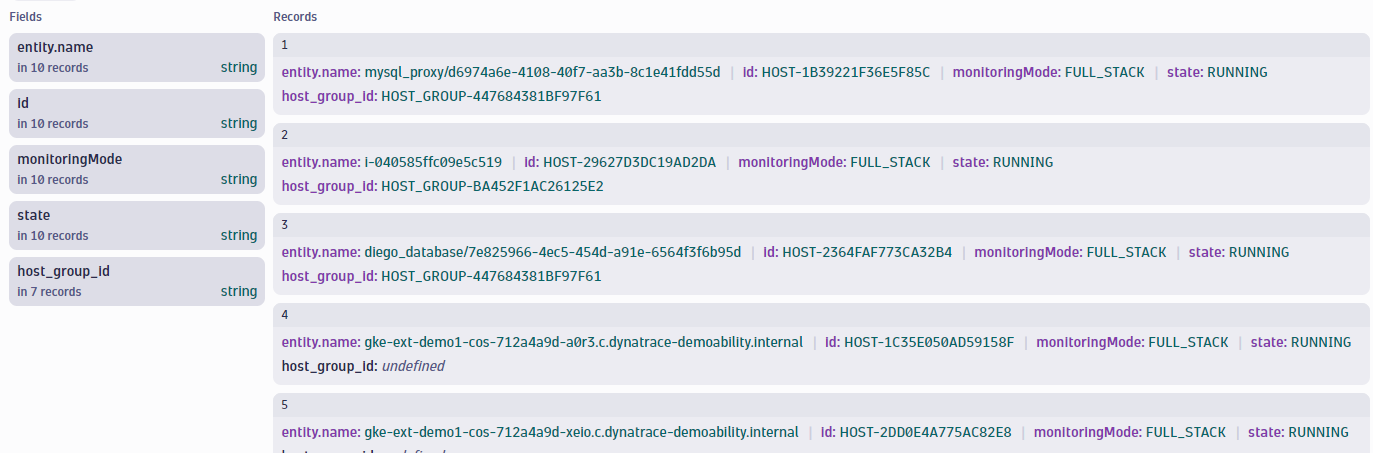 Fields
entity.name
in 10 records string
id
in 10 records string
monitoringMode
in 10 records string
state
in 10 records string
host_group_id
in 7 records string
Records
1
entity.name: mysql_proxy/d6974a6e-4108-40f7-aa3b-8c1e41fdd55d | id: HOST-1B39221F36E5F85C | monitoringMode: FULL_STACK | state: RUNNING
host_group_id: HOST_GROUP-447684381BF97F61
2
entity.name: i-040585ffc09e5c519 | id: HOST-29627D3DC19AD2DA | monitoringMode: FULL_STACK | state: RUNNING
host_group_id: HOST_GROUP-BA452F1AC26125E2
3
entity.name: diego_database/7e825966-4ec5-454d-a91e-6564f3f6b95d | id: HOST-2364FAF773CA32B4 | monitoringMode: FULL_STACK | state: RUNNING
host_group_id: HOST_GROUP-447684381BF97F61
4
entity.name: gke-ext-demo1-cos-712a4a9d-a0r3.c.dynatrace-demoability.internal | id: HOST-1C35E050AD59158F | monitoringMode: FULL_STACK | state: RUNNING
host_group_id: undefined
5
entity.name: gke-ext-demo1-cos-712a4a9d-xeio.c.dynatrace-demoability.internal | id: HOST-2DD0E4A775AC82E8 | monitoringMode: FULL_STACK | state: RUNNING